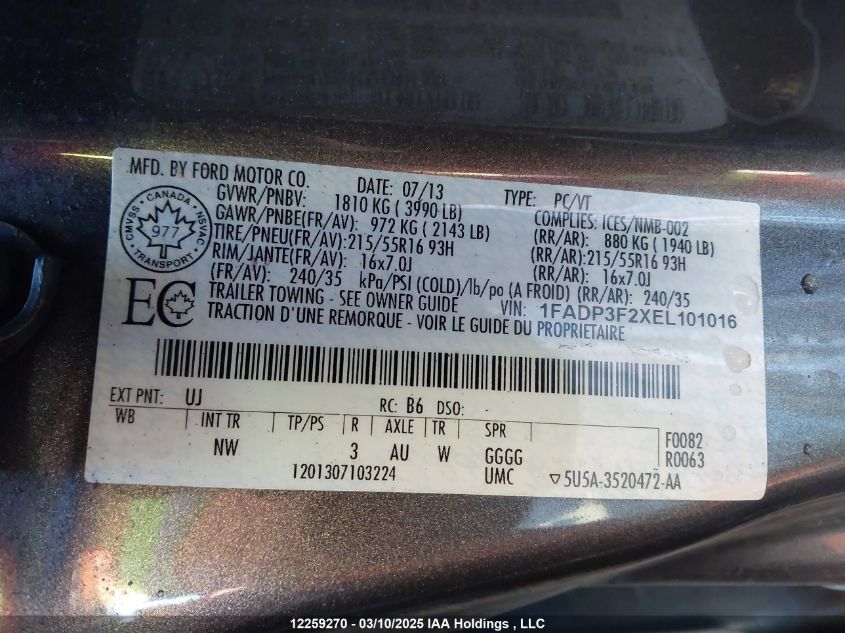 MFD. BY FORD MOTOR CO. DATE: 07/13 TYPE: PC/VT
GVWR/PNBV: 1810 KG ( 3990 LB) COMPLIES: ICES/NMB-002
GAWR/PNBE(FR/AV): 972 KG ( 2143 LB) (RR/AR): 880 KG ( 1940 LB)
TIRE/PNEU(FR/AV): 215/55R16 93H (RR/AR): 215/55R16 93H
RIM/JANTE(FR/AV): 16x7.0J (RR/AR): 16x7.0J
(FR/AV): 240/35 kPa/PSI (COLD)/lb/po (A FROID) (RR/AR): 240/35
TRAILER TOWING - SEE OWNER GUIDE VIN: 1FADP3F2XEL101016
TRACTION D'UNE REMORQUE - VOIR LE GUIDE DU PROPRIETAIRE
CMVSS · CANADA · NSVAC
977
TRANSPORT
EC
EXT PNT: UJ RC: B6 DSO: -
WB INT TR TP/PS R AXLE TR SPR F0082
NW 3 AU W GGGG R0063
1201307103224 UMC ▽5U5A-3520472-AA
12259270 - 03/10/2025 IAA Holdings , LLC